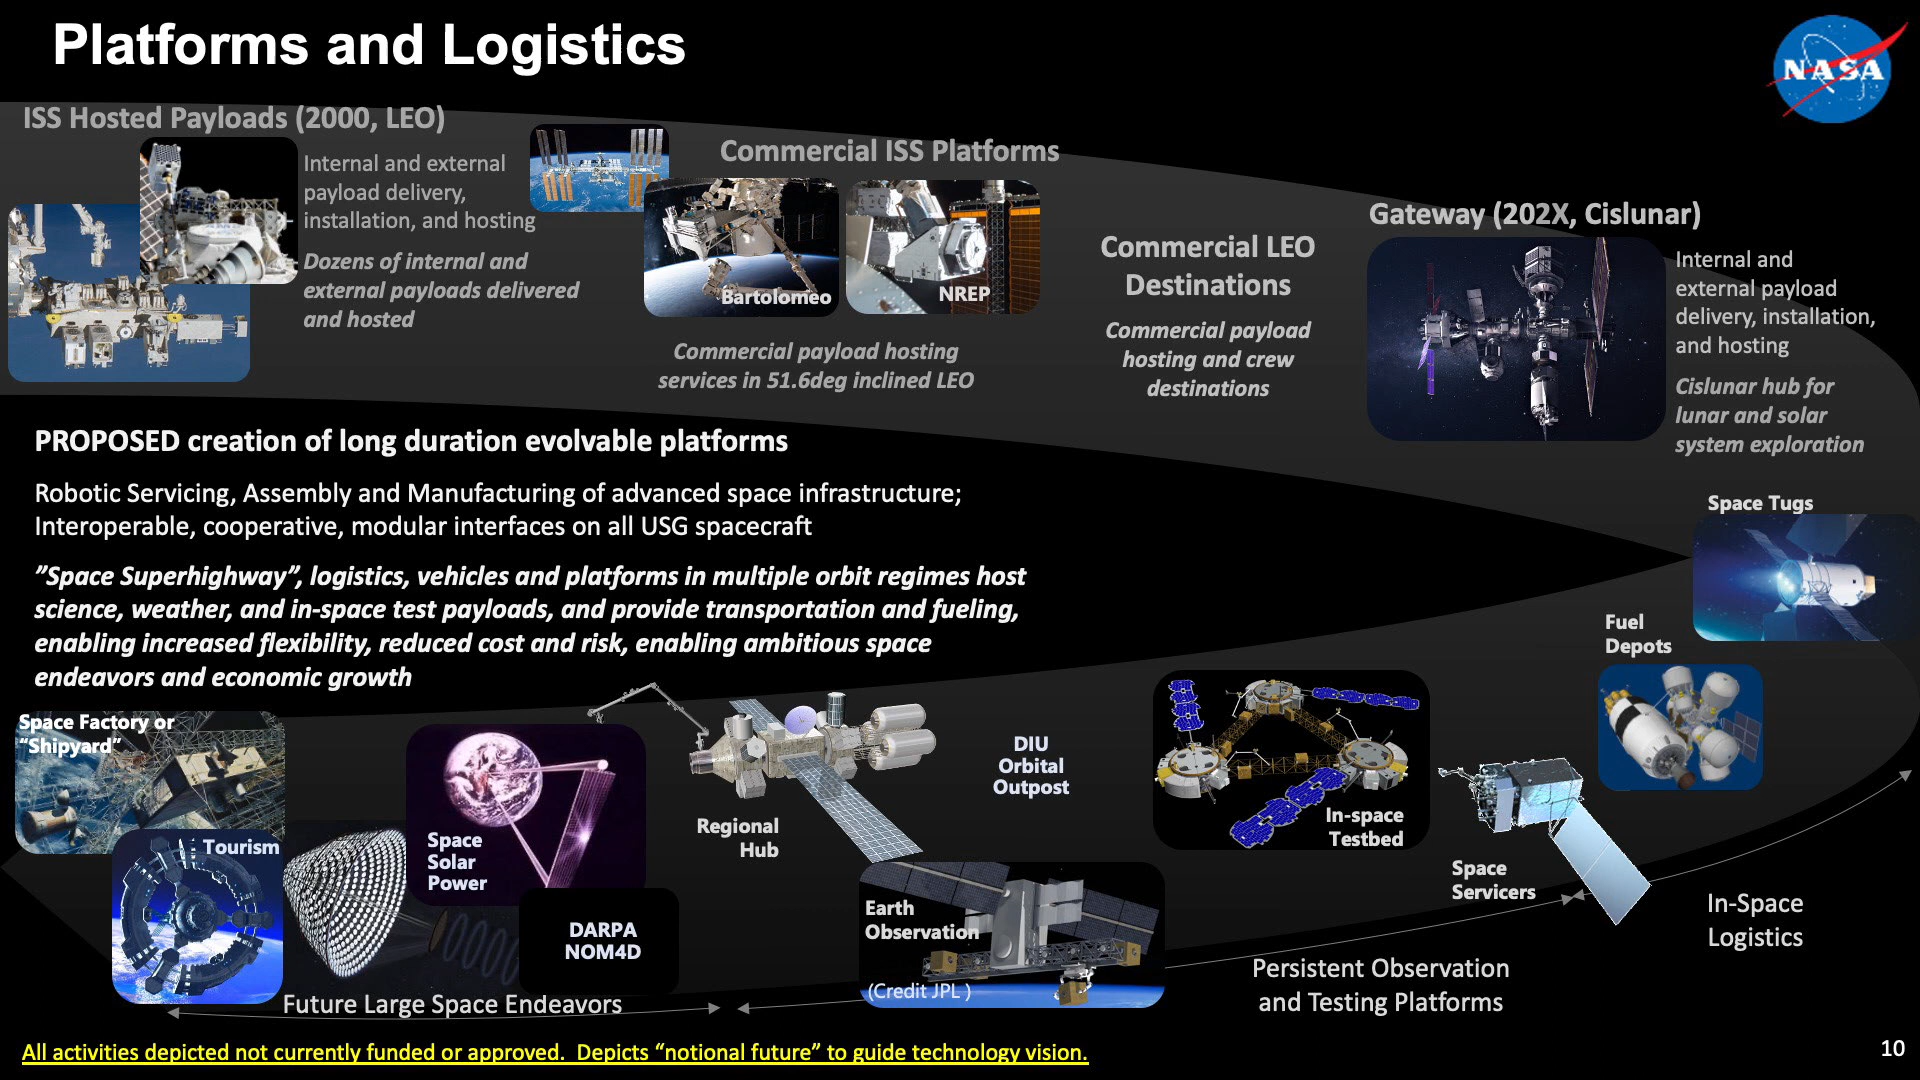 Platforms and Logistics
NASA
ISS Hosted Payloads (2000, LEO)
Internal and external
payload delivery,
installation, and hosting
Dozens of internal and
external payloads delivered
and hosted
Commercial ISS Platforms
Bartolomeo
NREP
Commercial payload hosting
services in 51.6deg inclined LEO
Commercial LEO
Destinations
Commercial payload
hosting and crew
destinations
Gateway (202X, Cislunar)
Internal and
external payload
delivery, installation,
and hosting
Cislunar hub for
lunar and solar
system exploration
PROPOSED creation of long duration evolvable platforms
Robotic Servicing, Assembly and Manufacturing of advanced space infrastructure;
Interoperable, cooperative, modular interfaces on all USG spacecraft
”Space Superhighway”, logistics, vehicles and platforms in multiple orbit regimes host
science, weather, and in-space test payloads, and provide transportation and fueling,
enabling increased flexibility, reduced cost and risk, enabling ambitious space
endeavors and economic growth
Space Tugs
Fuel
Depots
Space Factory or
“Shipyard”
Tourism
Space
Solar
Power
DARPA
NOM4D
Regional
Hub
DIU
Orbital
Outpost
Earth
Observation
(Credit JPL )
In-space
Testbed
Space
Servicers
In-Space
Logistics
Persistent Observation
and Testing Platforms
Future Large Space Endeavors
All activities depicted not currently funded or approved.  Depicts “notional future” to guide technology vision.
10